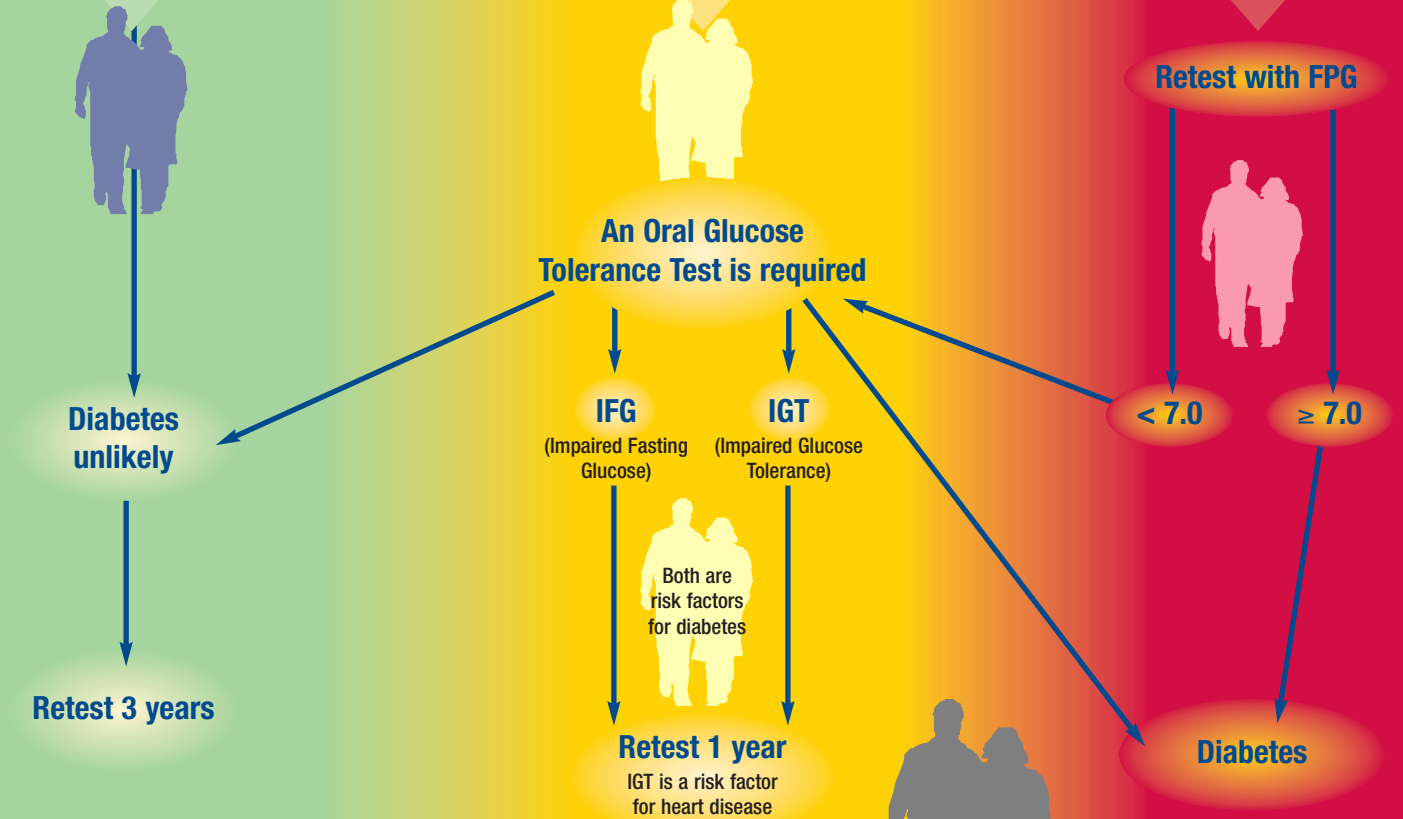 Retest with FPG
An Oral Glucose
Tolerance Test is required
Diabetes
unlikely
IFG
(Impaired Fasting
Glucose)
IGT
(Impaired Glucose
Tolerance)
< 7.0
≥ 7.0
Both are
risk factors
for diabetes
Retest 3 years
Retest 1 year
IGT is a risk factor
for heart disease
Diabetes